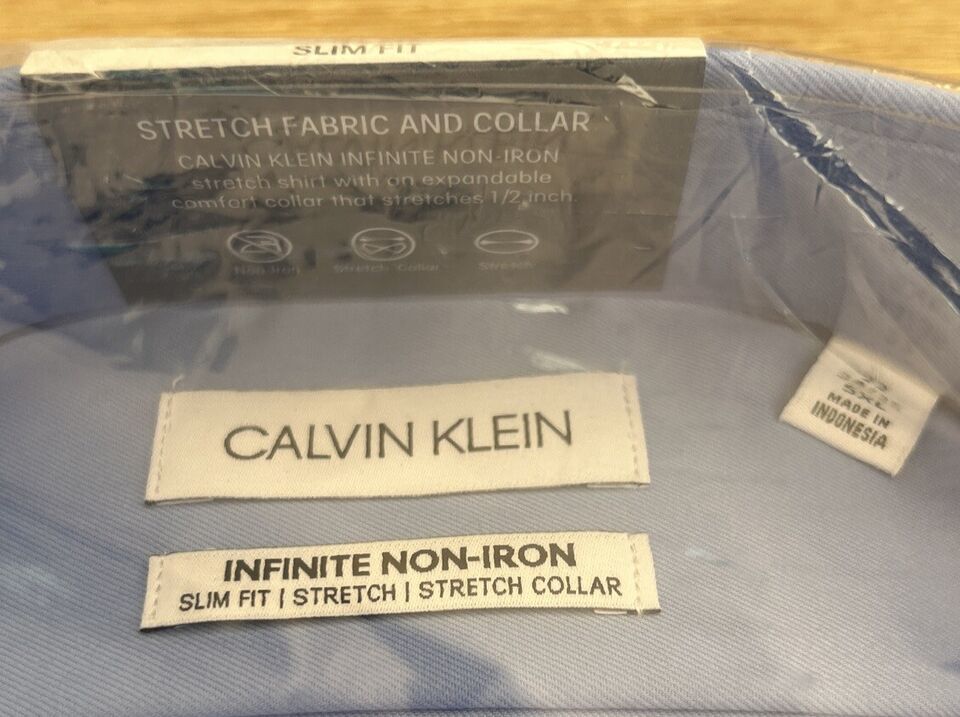 SLIM FIT
STRETCH FABRIC AND COLLAR
CALVIN KLEIN INFINITE NON-IRON
stretch shirt with an expandable
comfort collar that stretches 1/2 inch.
Non-Iron Stretch Collar Stretch
CALVIN KLEIN
INFINITE NON-IRON
SLIM FIT | STRETCH | STRETCH COLLAR
MADE IN
INDONESIA